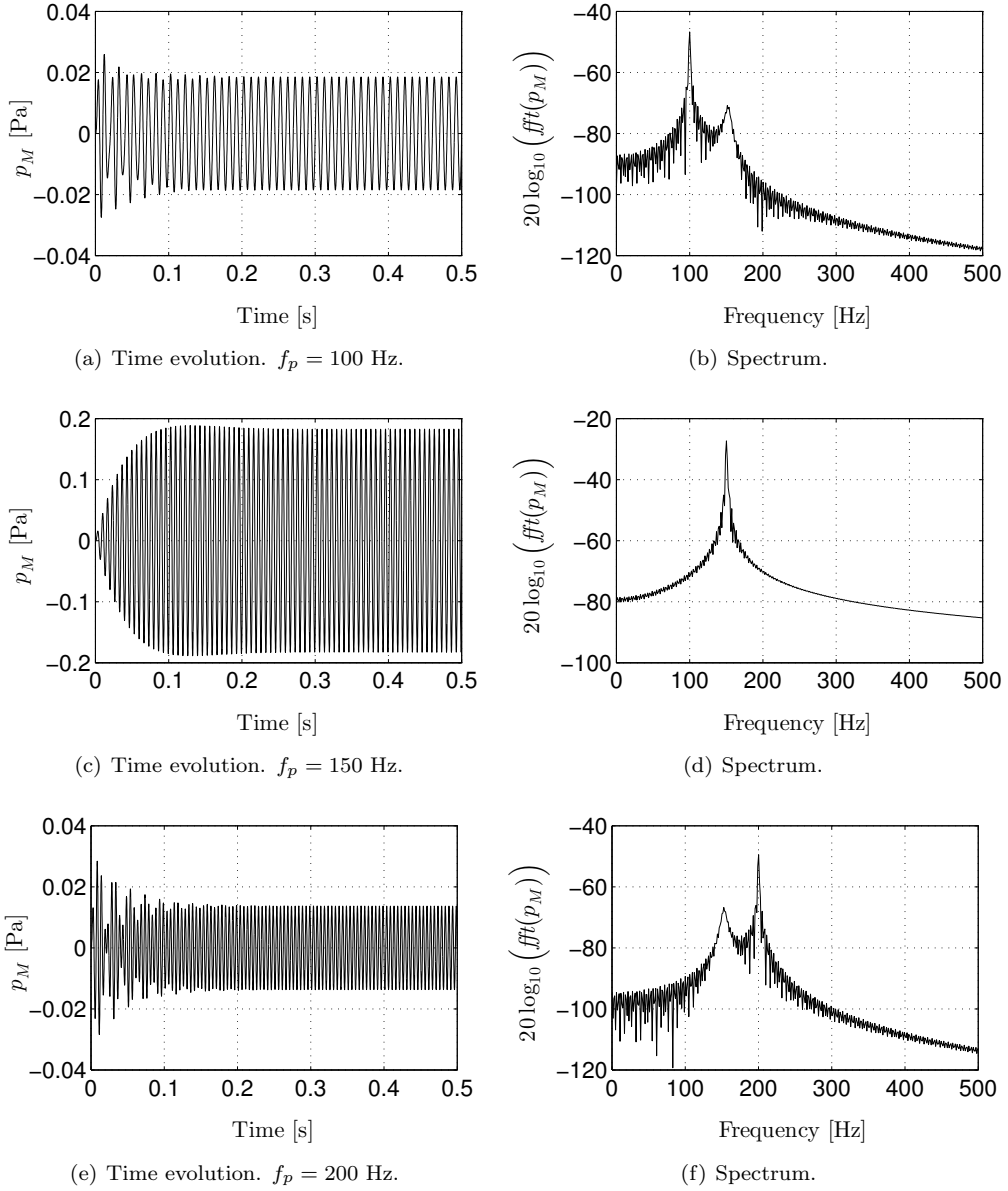 0.04
0.02
0
−0.02
−0.04
p_M [Pa]
0 0.1 0.2 0.3 0.4 0.5
Time [s]
(a) Time evolution. f_p = 100 Hz.
−40
−60
−80
−100
−120
20 log_10 (fft(p_M))
0 100 200 300 400 500
Frequency [Hz]
(b) Spectrum.
0.2
0.1
0
−0.1
−0.2
p_M [Pa]
0 0.1 0.2 0.3 0.4 0.5
Time [s]
(c) Time evolution. f_p = 150 Hz.
−20
−40
−60
−80
−100
20 log_10 (fft(p_M))
0 100 200 300 400 500
Frequency [Hz]
(d) Spectrum.
0.04
0.02
0
−0.02
−0.04
p_M [Pa]
0 0.1 0.2 0.3 0.4 0.5
Time [s]
(e) Time evolution. f_p = 200 Hz.
−40
−60
−80
−100
−120
20 log_10 (fft(p_M))
0 100 200 300 400 500
Frequency [Hz]
(f) Spectrum.